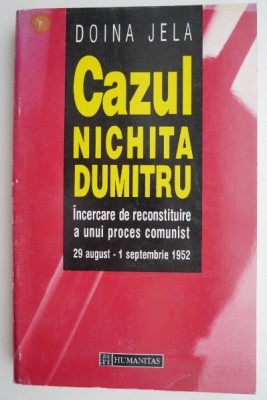 DOINA JELA
Cazul
NICHITA
DUMITRU
Încercare de reconstituire
a unui proces comunist
29 august - 1 septembrie 1952
HUMANITAS